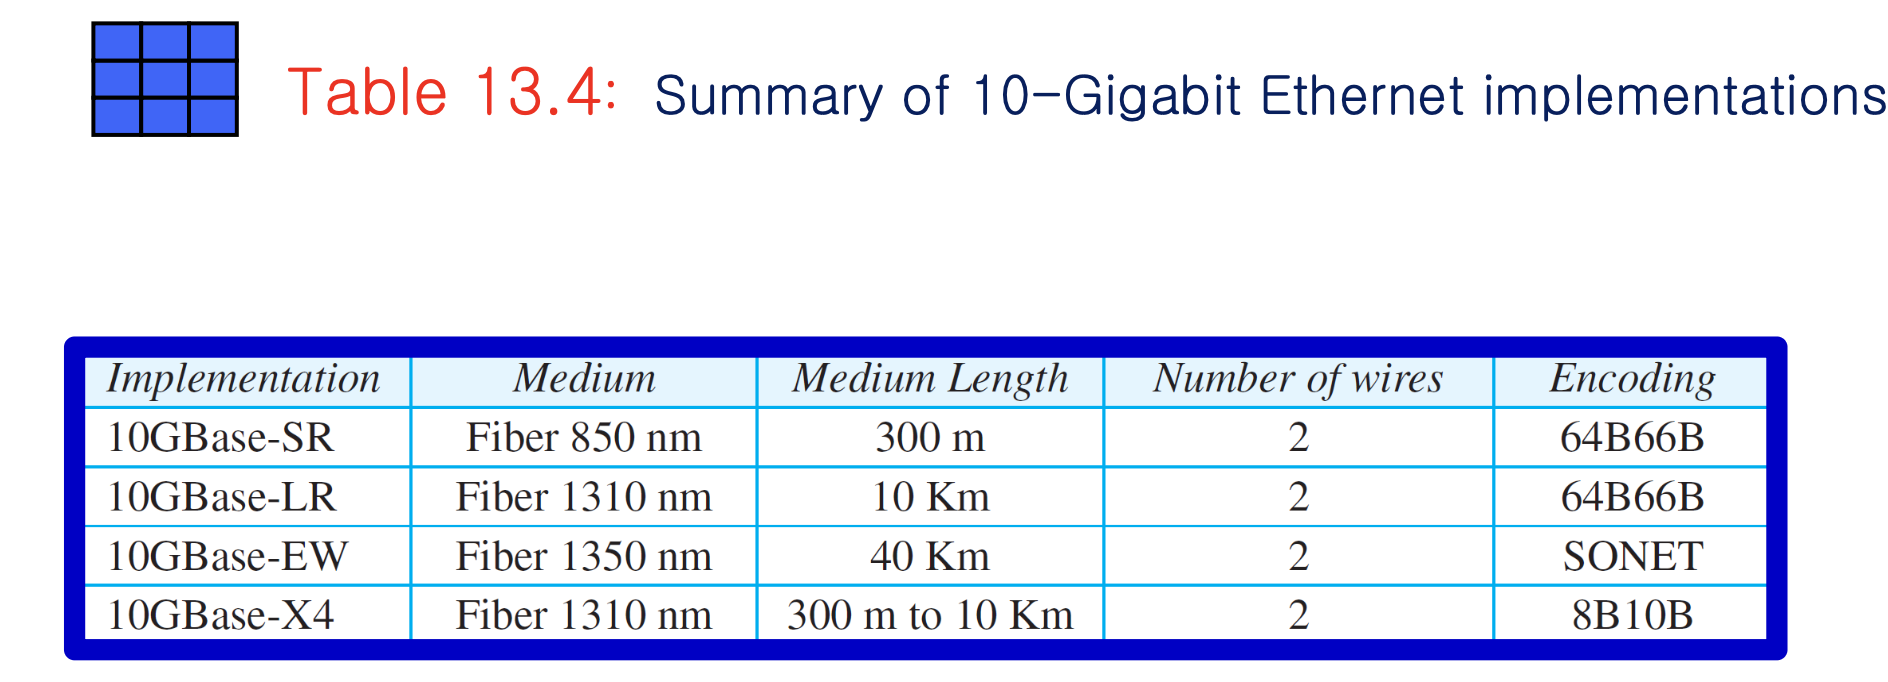 Table 13.4: Summary of 10-Gigabit Ethernet implementations
Implementation Medium Medium Length Number of wires Encoding
10GBase-SR Fiber 850 nm 300 m 2 64B66B
10GBase-LR Fiber 1310 nm 10 Km 2 64B66B
10GBase-EW Fiber 1350 nm 40 Km 2 SONET
10GBase-X4 Fiber 1310 nm 300 m to 10 Km 2 8B10B